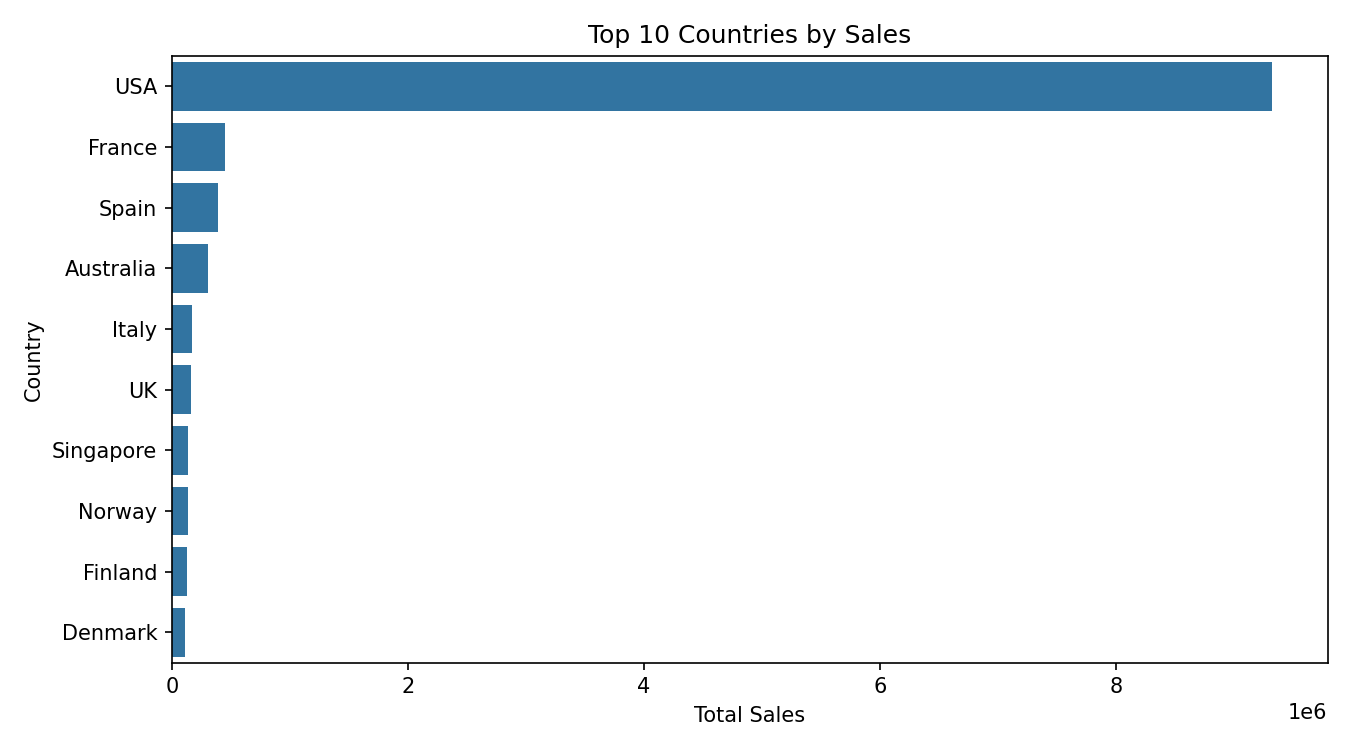 Top 10 Countries by Sales
USA
France
Spain
Australia
Italy
UK
Singapore
Norway
Finland
Denmark
Country
0 2 4 6 8
1e6
Total Sales